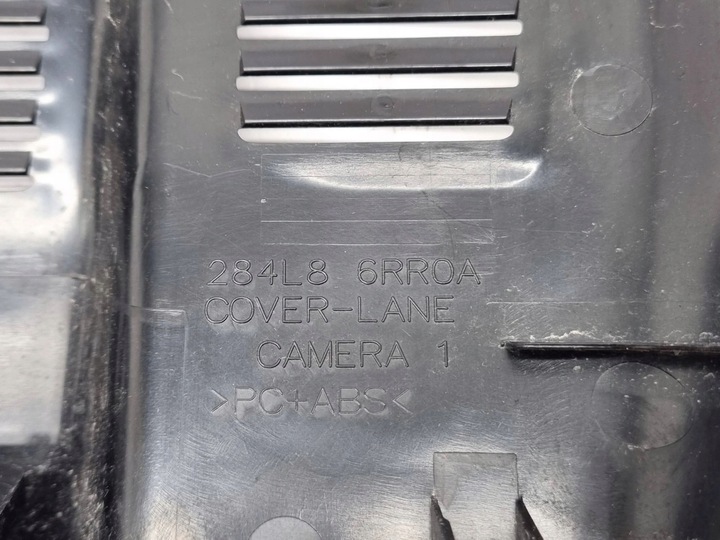 284L8 6RR0A
COVER-LANE
CAMERA 1
>PC+ABS<